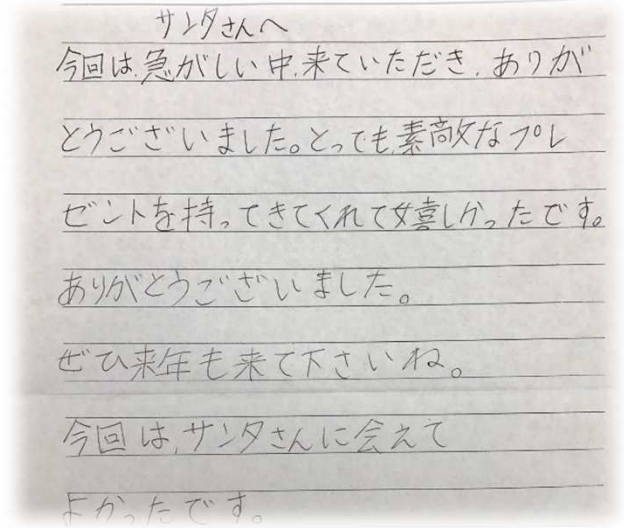 サンタさんへ
今回は、急がしい中、来ていただき、ありが
とうございました。とっても、素敵なプレ
ゼントを持ってきてくれて嬉しかったです。
ありがとうございました。
ぜひ来年も来て下さいね。
今回は、サンタさんに会えて
よかったです。